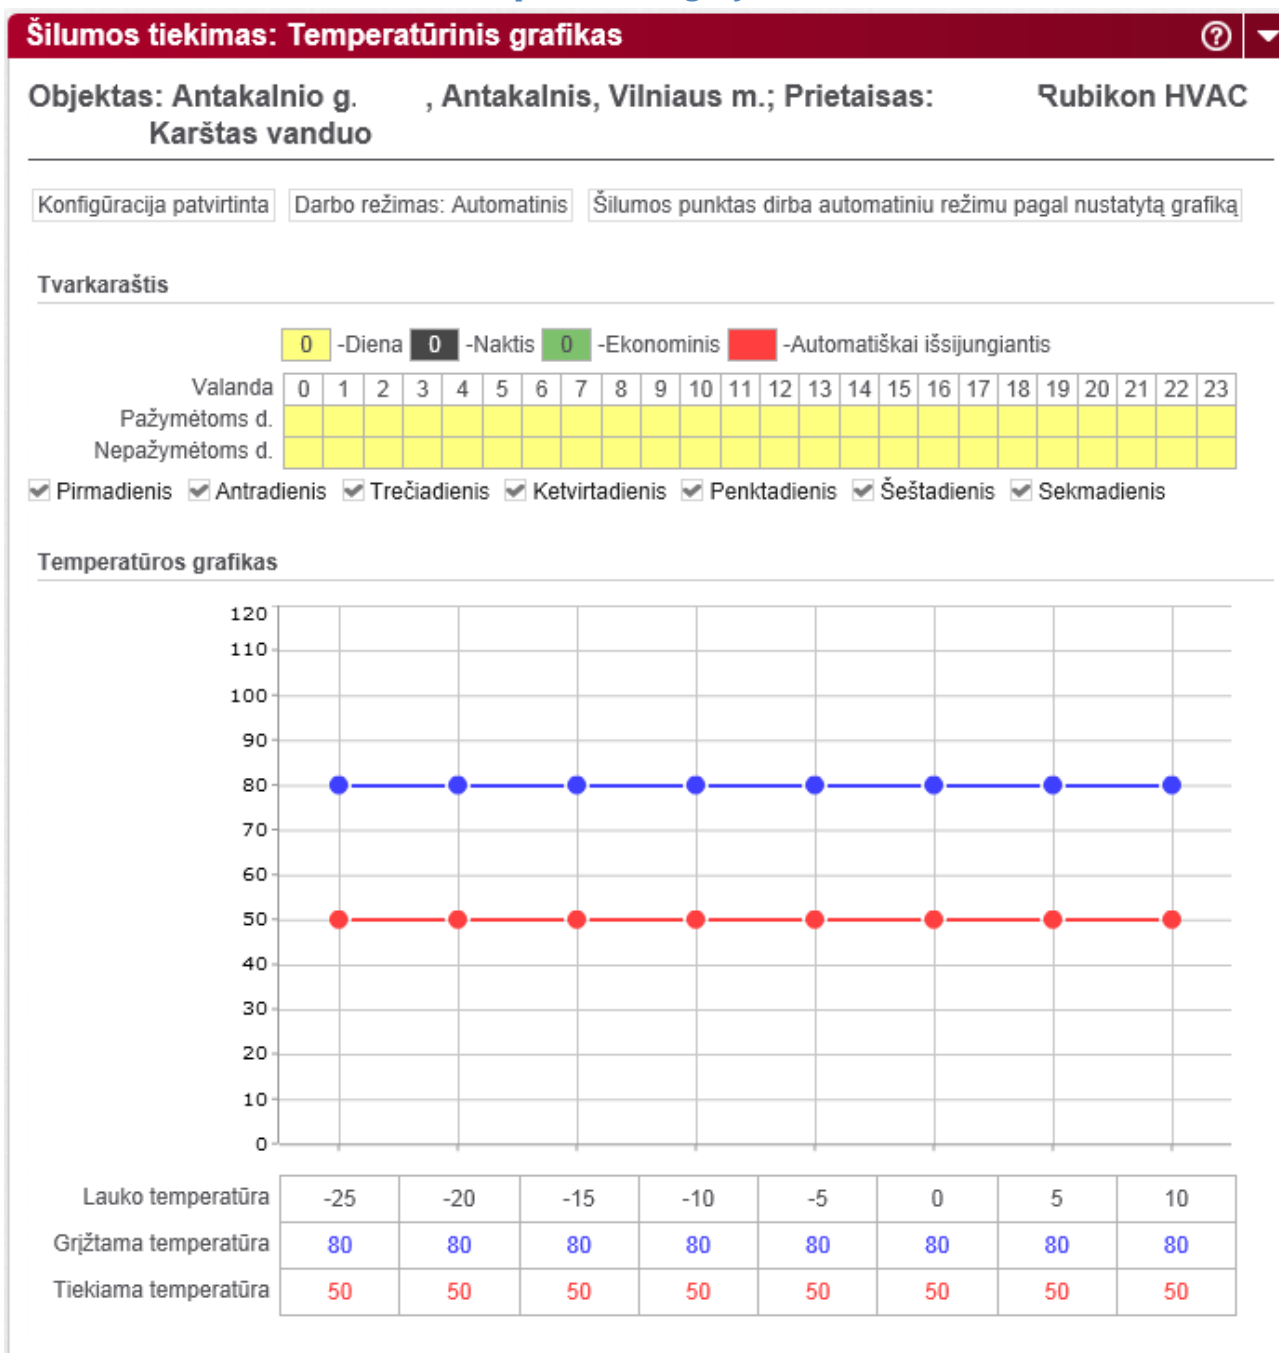 Šilumos tiekimas: Temperatūrinis grafikas
Objektas: Antakalnio g. , Antakalnis, Vilniaus m.; Prietaisas: Rubikon HVAC
Karštas vanduo
Konfigūracija patvirtinta Darbo režimas: Automatinis Šilumos punktas dirba automatiniu režimu pagal nustatytą grafiką
Tvarkaraštis
0 -Diena 0 -Naktis 0 -Ekonominis -Automatiškai išsijungiantis
Valanda 0 1 2 3 4 5 6 7 8 9 10 11 12 13 14 15 16 17 18 19 20 21 22 23
Pažymėtoms d.
Nepažymėtoms d.
Pirmadienis Antradienis Trečiadienis Ketvirtadienis Penktadienis Šeštadienis Sekmadienis
Temperatūros grafikas
120
110
100
90
80
70
60
50
40
30
20
10
0
Lauko temperatūra -25 -20 -15 -10 -5 0 5 10
Grįžtama temperatūra 80 80 80 80 80 80 80 80
Tiekiama temperatūra 50 50 50 50 50 50 50 50